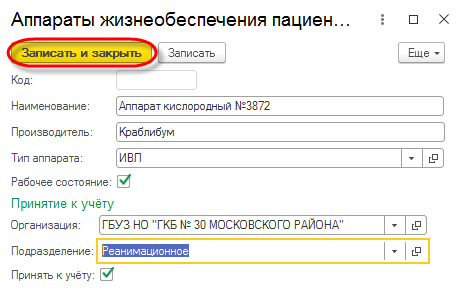 Аппараты жизнеобеспечения пациен...
Записать и закрыть Записать Еще
Код:
Наименование: Аппарат кислородный №3872
Производитель: Краблибум
Тип аппарата: ИВЛ
Рабочее состояние:
Принятие к учёту
Организация: ГБУЗ НО "ГКБ № 30 МОСКОВСКОГО РАЙОНА"
Подразделение: Реанимационное
Принять к учёту: